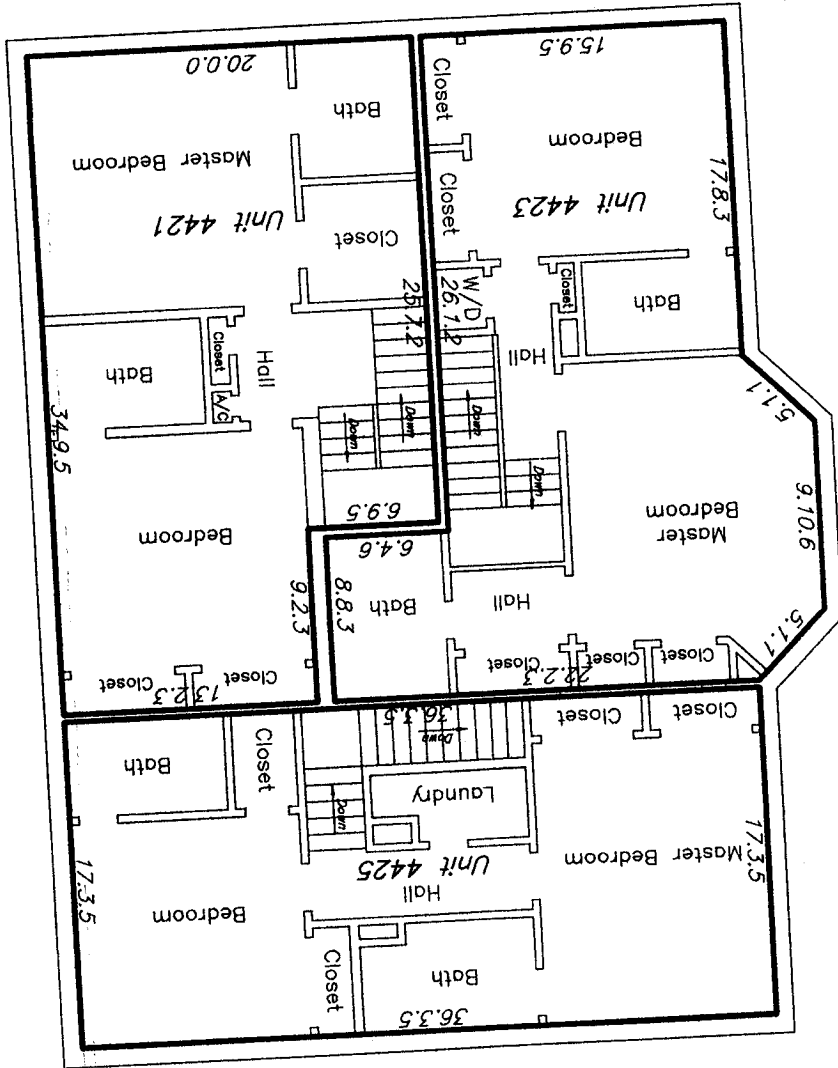 36.3.5
Bath
Closet
Hall
Bedroom
Unit 4425
Master Bedroom
17.3.5
17.3.5
Laundry
Down
Bath
Closet
Down
Closet
Closet
36.3.5
Closet
Closet
22.2.3
Closet
5.1.1
Hall
Bath
8.8.3
6.4.6
Master
Bedroom
9.10.6
Down
Down
5.1.1
Hall
Bath
Closet
W/D
26.1.2
Unit 4423
17.8.3
Closet
Bedroom
Closet
15.9.5
Closet
13.2.3
Closet
9.2.3
Bedroom
6.9.5
34.9.5
Down
Down
A/C
Closet
Hall
Bath
25.7.2
Closet
Unit 4421
Master Bedroom
Bath
20.0.0